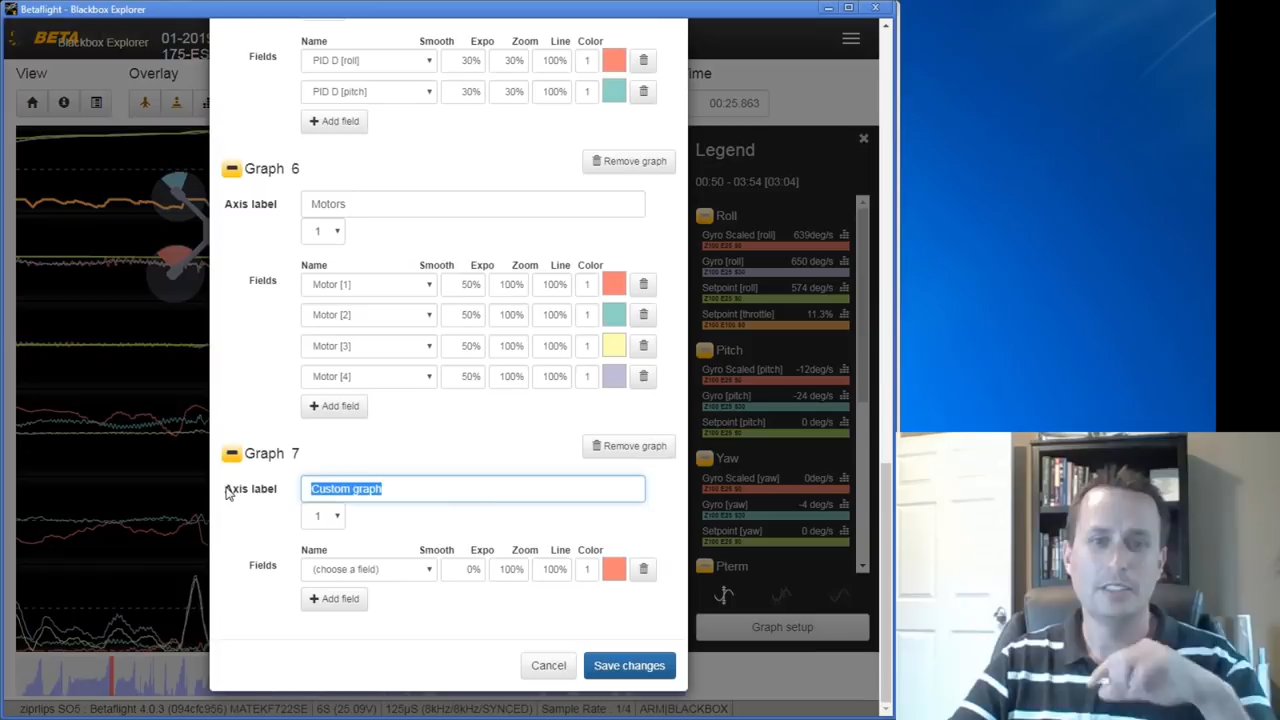 Betaflight - Blackbox Explorer
BETA Blackbox Explorer
01-2019
175-ES
View
Overlay
Time
00:25.863
Name Smooth Expo Zoom Line Color
Fields
PID D [roll] 30% 30% 100% 1
PID D [pitch] 30% 30% 100% 1
Add field
Graph 6
Remove graph
Axis label
Motors
1
Name Smooth Expo Zoom Line Color
Fields
Motor [1] 50% 100% 100% 1
Motor [2] 50% 100% 100% 1
Motor [3] 50% 100% 100% 1
Motor [4] 50% 100% 100% 1
Add field
Graph 7
Remove graph
Axis label
Custom graph
1
Name Smooth Expo Zoom Line Color
Fields
(choose a field) 0% 100% 100% 1
Add field
Cancel
Save changes
Legend
00:50 - 03:54 [03:04]
Roll
Gyro Scaled [roll] 639deg/s
Gyro [roll] 650 deg/s
Setpoint [roll] 574 deg/s
Setpoint [throttle] 11.3%
Pitch
Gyro Scaled [pitch] -12deg/s
Gyro [pitch] -24 deg/s
Setpoint [pitch] 0 deg/s
Yaw
Gyro Scaled [yaw] 0deg/s
Gyro [yaw] -4 deg/s
Setpoint [yaw] 0 deg/s
Pterm
Graph setup
ziprlips SO5 : Betaflight 4.0.3 (094cfc956) MATEKF722SE 6S (25.09V) 125µS (8kHz/8kHz/SYNCED) Sample Rate : 1/4 ARM|BLACKBOX